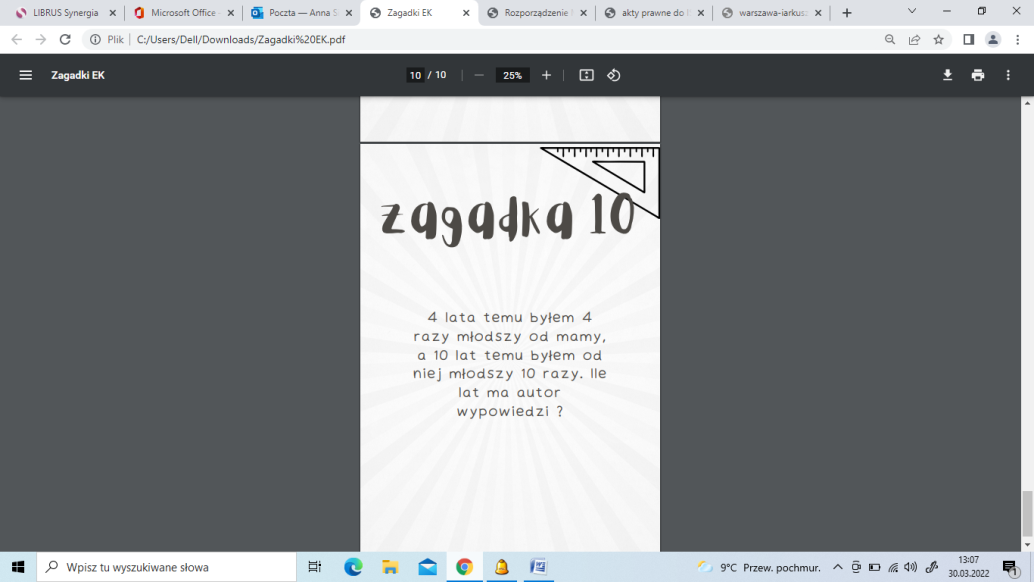 LIBRUS Synergia
Microsoft Office -
Poczta — Anna S
Zagadki EK
Rozporządzenie
akty prawne do
warszawa-iarkusz
Plik | C:/Users/Dell/Downloads/Zagadki%20EK.pdf
Zagadki EK
10 / 10
25%
zagadka 10
4 lata temu byłem 4
razy młodszy od mamy,
a 10 lat temu byłem od
niej młodszy 10 razy. Ile
lat ma autor
wypowiedzi ?
Wpisz tu wyszukiwane słowa
9°C Przew. pochmur.
13:07
30.03.2022
1